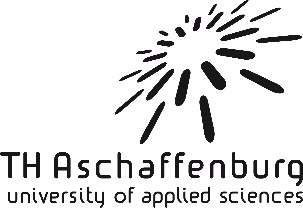 TH Aschaffenburg
university of applied sciences